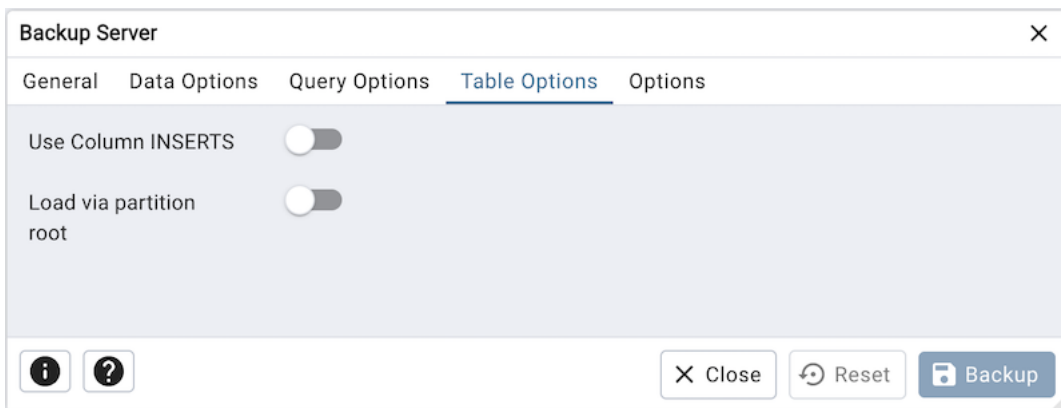 Backup Server
General Data Options Query Options Table Options Options
Use Column INSERTS
Load via partition
root
Close Reset Backup